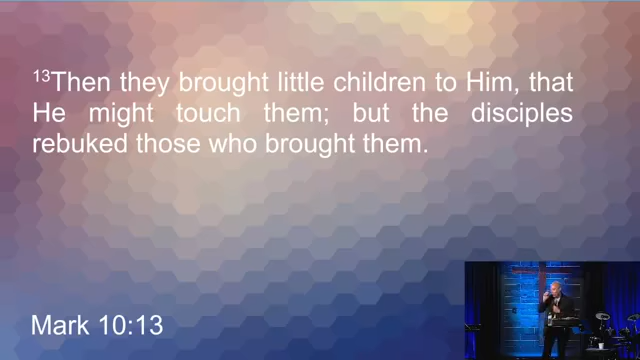 13Then they brought little children to Him, that
He might touch them; but the disciples
rebuked those who brought them.
Mark 10:13